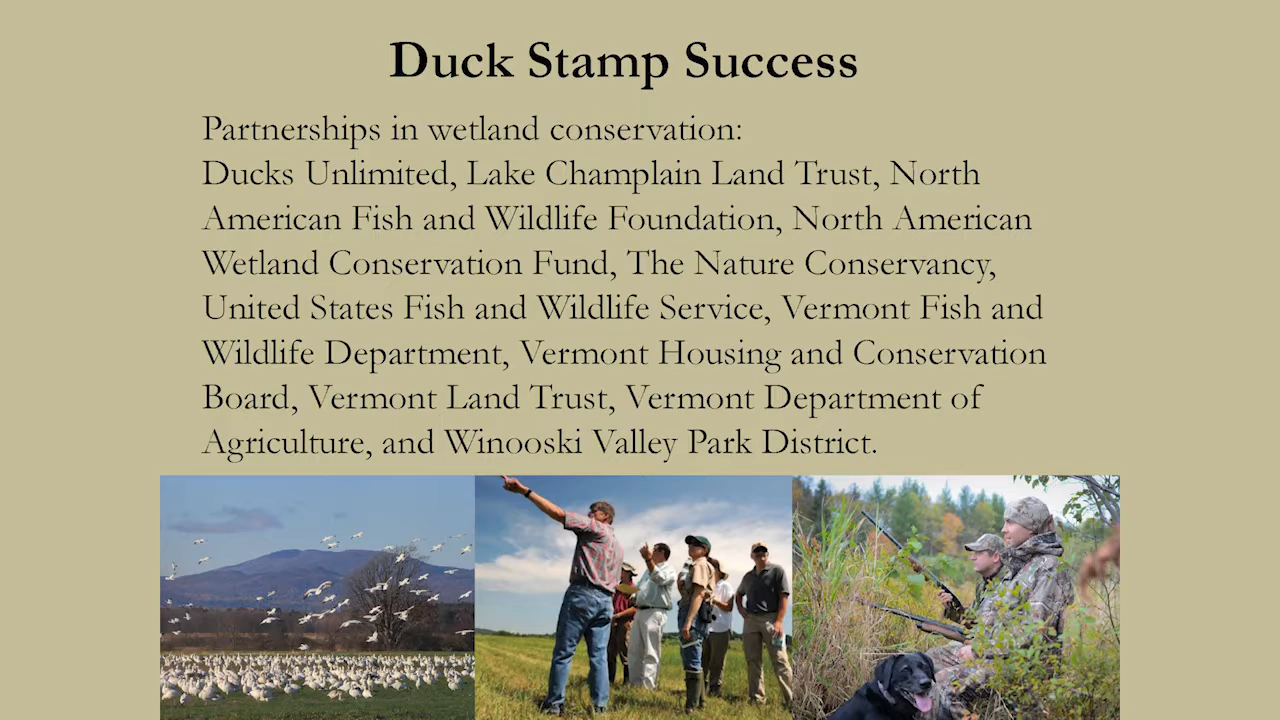 Duck Stamp Success
Partnerships in wetland conservation:
Ducks Unlimited, Lake Champlain Land Trust, North
American Fish and Wildlife Foundation, North American
Wetland Conservation Fund, The Nature Conservancy,
United States Fish and Wildlife Service, Vermont Fish and
Wildlife Department, Vermont Housing and Conservation
Board, Vermont Land Trust, Vermont Department of
Agriculture, and Winooski Valley Park District.